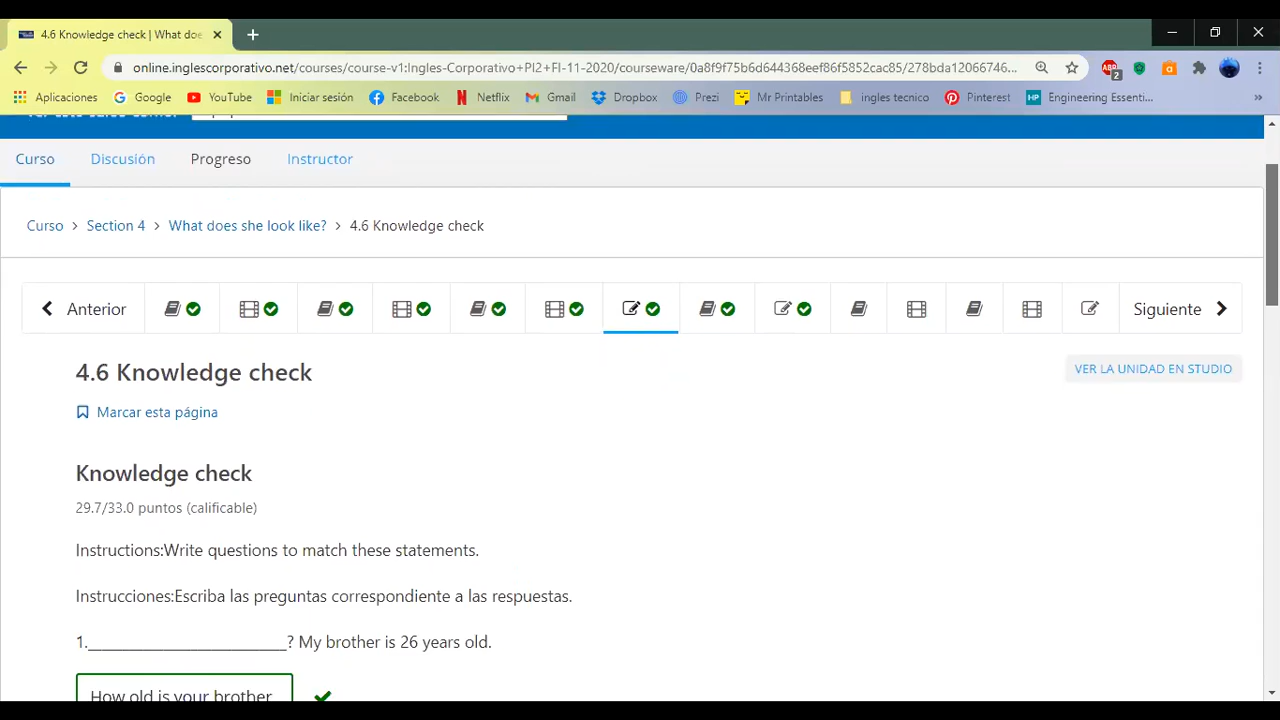 4.6 Knowledge check | What doe
online.inglescorporativo.net/courses/course-v1:Ingles-Corporativo+PI2+FI-11-2020/courseware/0a8f9f75b6d644368eef86f5852cac85/278bda12066746...
2
Aplicaciones Google YouTube Iniciar sesión Facebook Netflix Gmail Dropbox Prezi Mr Printables ingles tecnico Pinterest HP Engineering Essenti... »
Curso Discusión Progreso Instructor
Curso > Section 4 > What does she look like? > 4.6 Knowledge check
Anterior Siguiente
4.6 Knowledge check
VER LA UNIDAD EN STUDIO
Marcar esta página
Knowledge check
29.7/33.0 puntos (calificable)
Instructions:Write questions to match these statements.
Instrucciones:Escriba las preguntas correspondiente a las respuestas.
1.________________________? My brother is 26 years old.
How old is your brother